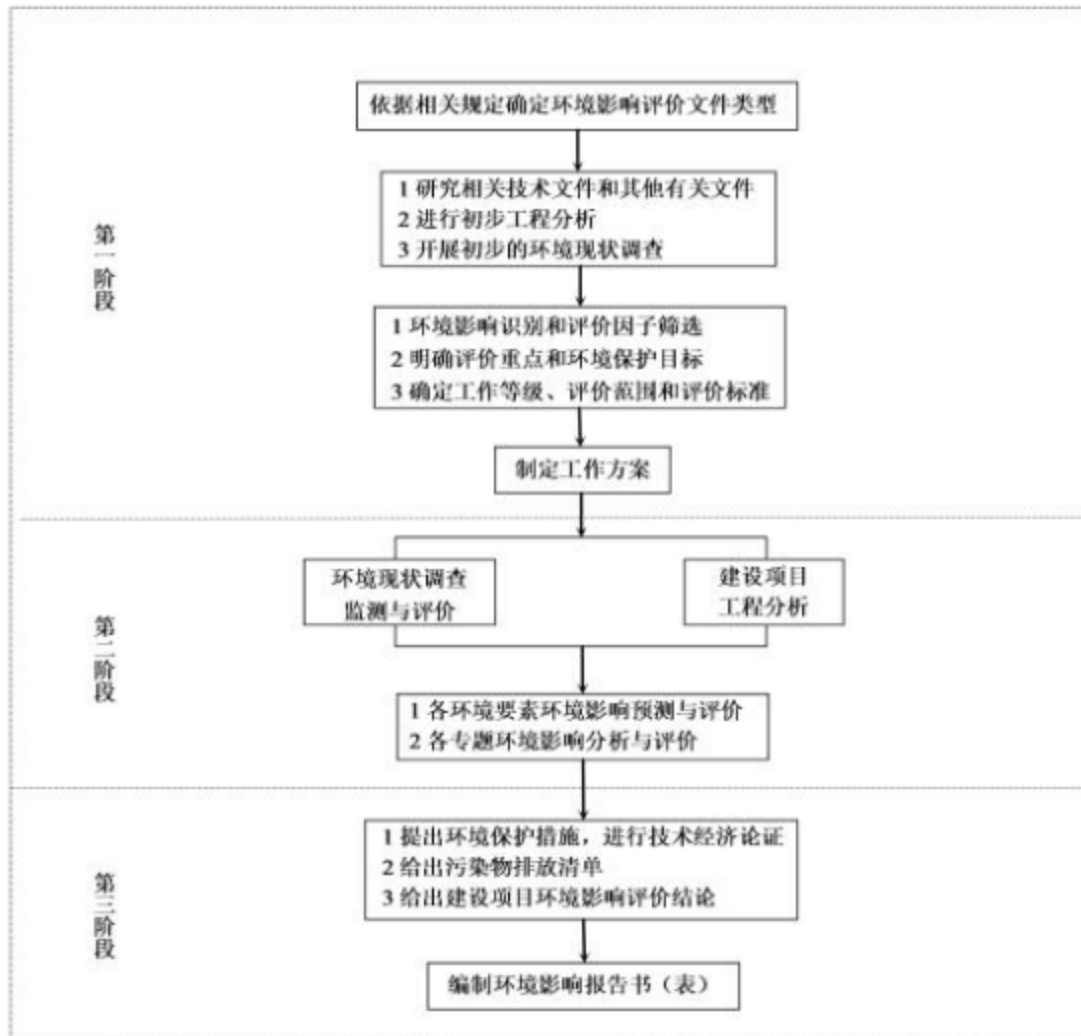 依据相关规定确定环境影响评价文件类型
第一阶段
1 研究相关技术文件和其他有关文件
2 进行初步工程分析
3 开展初步的环境现状调查
1 环境影响识别和评价因子筛选
2 明确评价重点和环境保护目标
3 确定工作等级、评价范围和评价标准
制定工作方案
第二阶段
环境现状调查
监测与评价
建设项目
工程分析
1 各环境要素环境影响预测与评价
2 各专题环境影响分析与评价
第三阶段
1 提出环境保护措施，进行技术经济论证
2 给出污染物排放清单
3 给出建设项目环境影响评价结论
编制环境影响报告书（表）